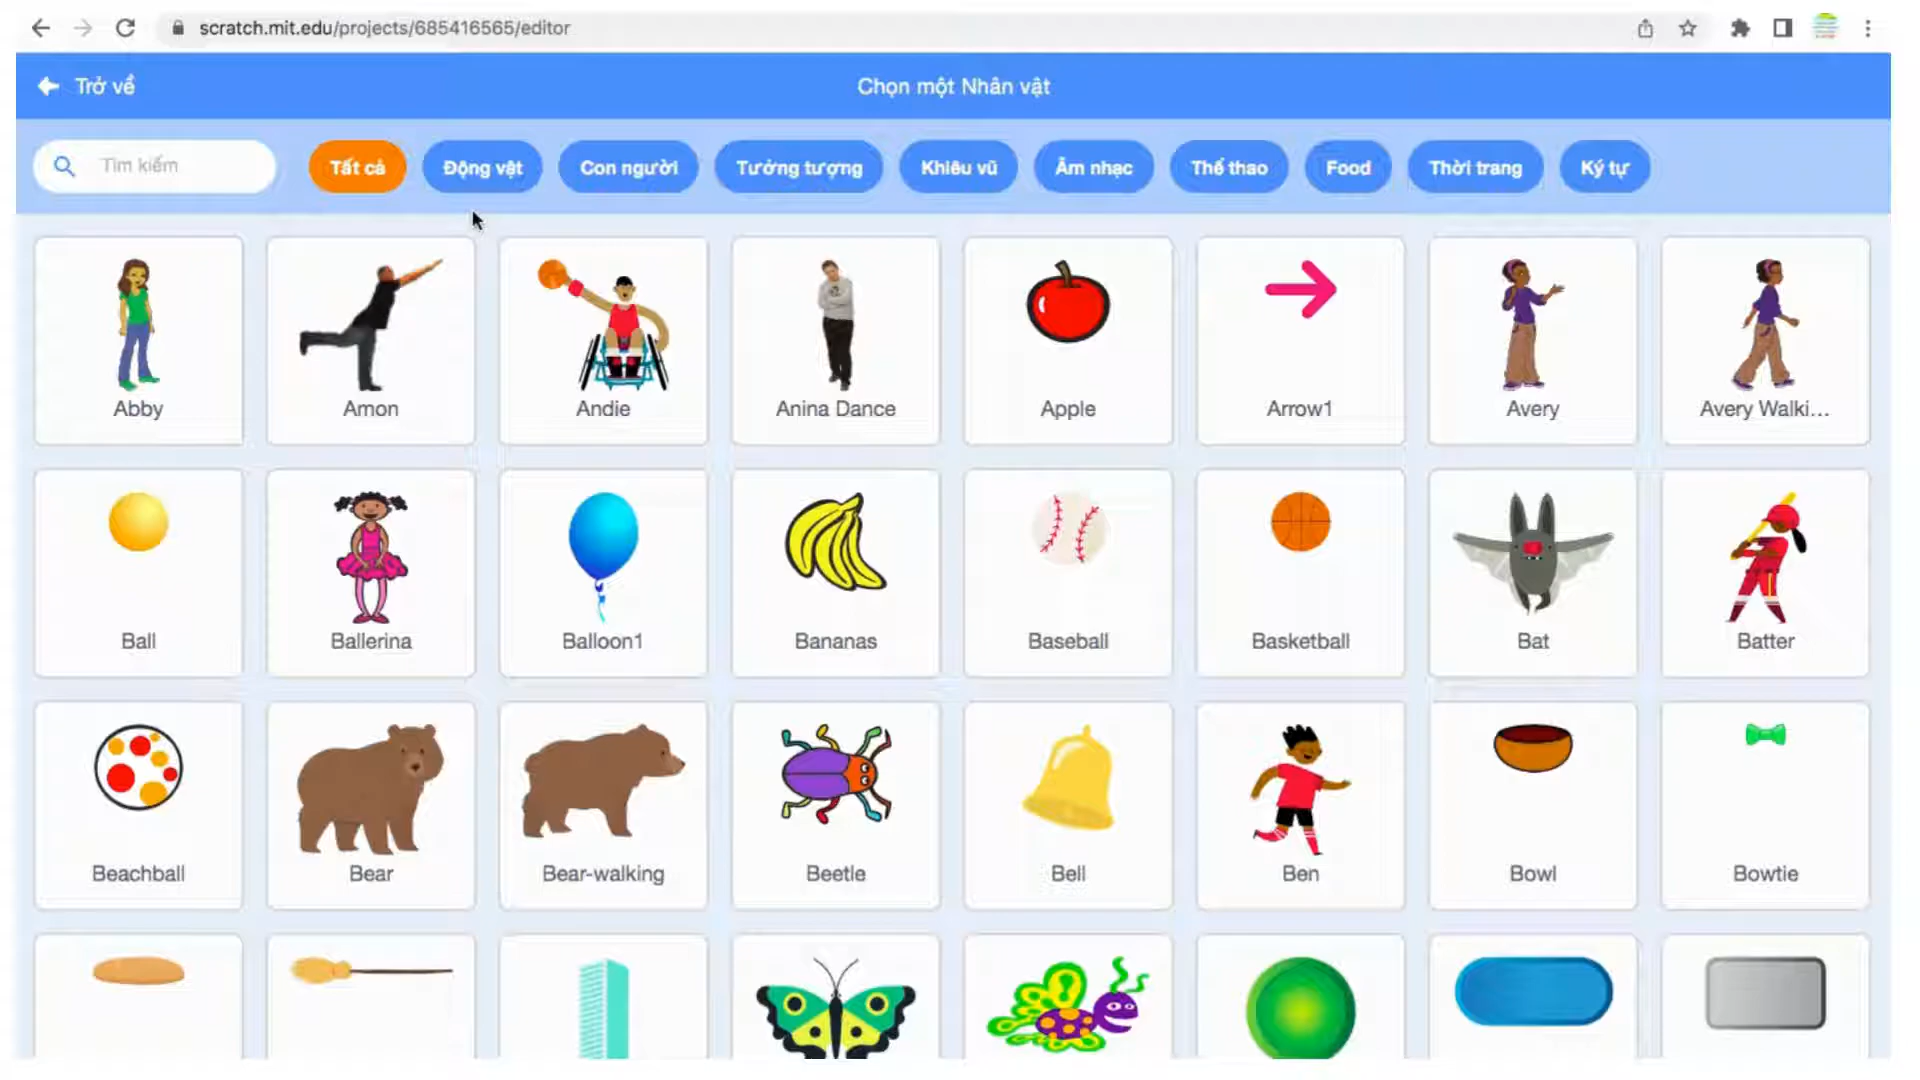 scratch.mit.edu/projects/685416565/editor
Trở về
Chọn một Nhân vật
Tìm kiếm
Tất cả
Động vật
Con người
Tưởng tượng
Khiêu vũ
Âm nhạc
Thể thao
Food
Thời trang
Ký tự
Abby
Amon
Andie
Anina Dance
Apple
Arrow1
Avery
Avery Walki...
Ball
Ballerina
Balloon1
Bananas
Baseball
Basketball
Bat
Batter
Beachball
Bear
Bear-walking
Beetle
Bell
Ben
Bowl
Bowtie